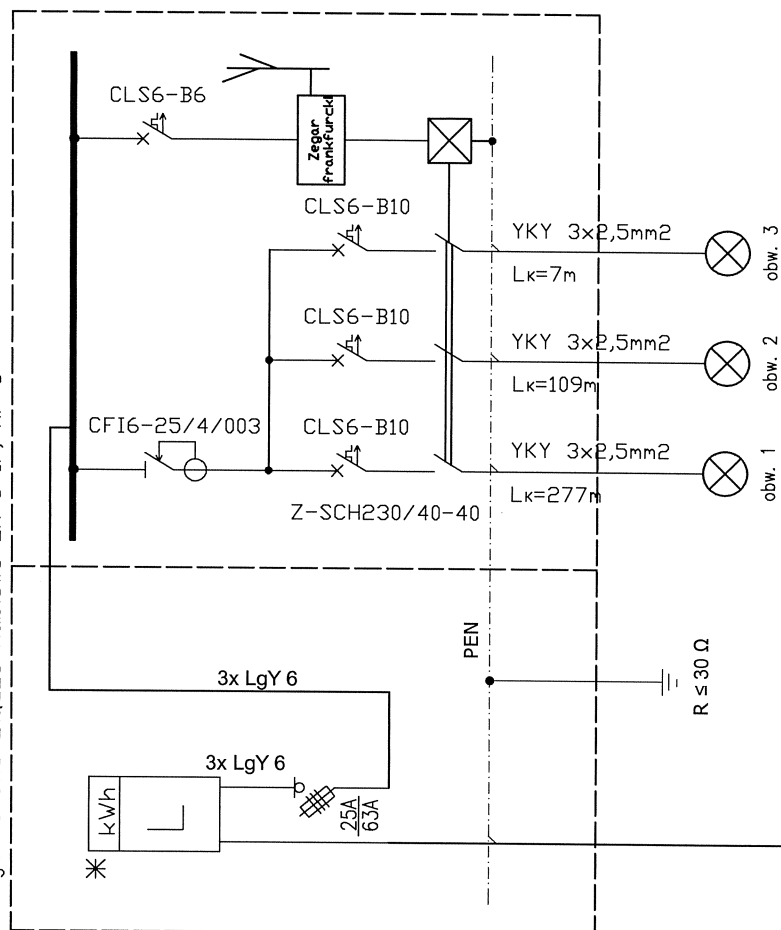 CLS6-B6
Zegar
frankfurcki
CLS6-B10
YKY 3x2,5mm2
Lк=7m
obw. 3
CLS6-B10
YKY 3x2,5mm2
Lк=109m
obw. 2
CFI6-25/4/003
CLS6-B10
YKY 3x2,5mm2
Lк=277m
obw. 1
Z-SCH230/40-40
PEN
3x LgY 6
R ≤ 30 Ω
3x LgY 6
kWh
25A
63A